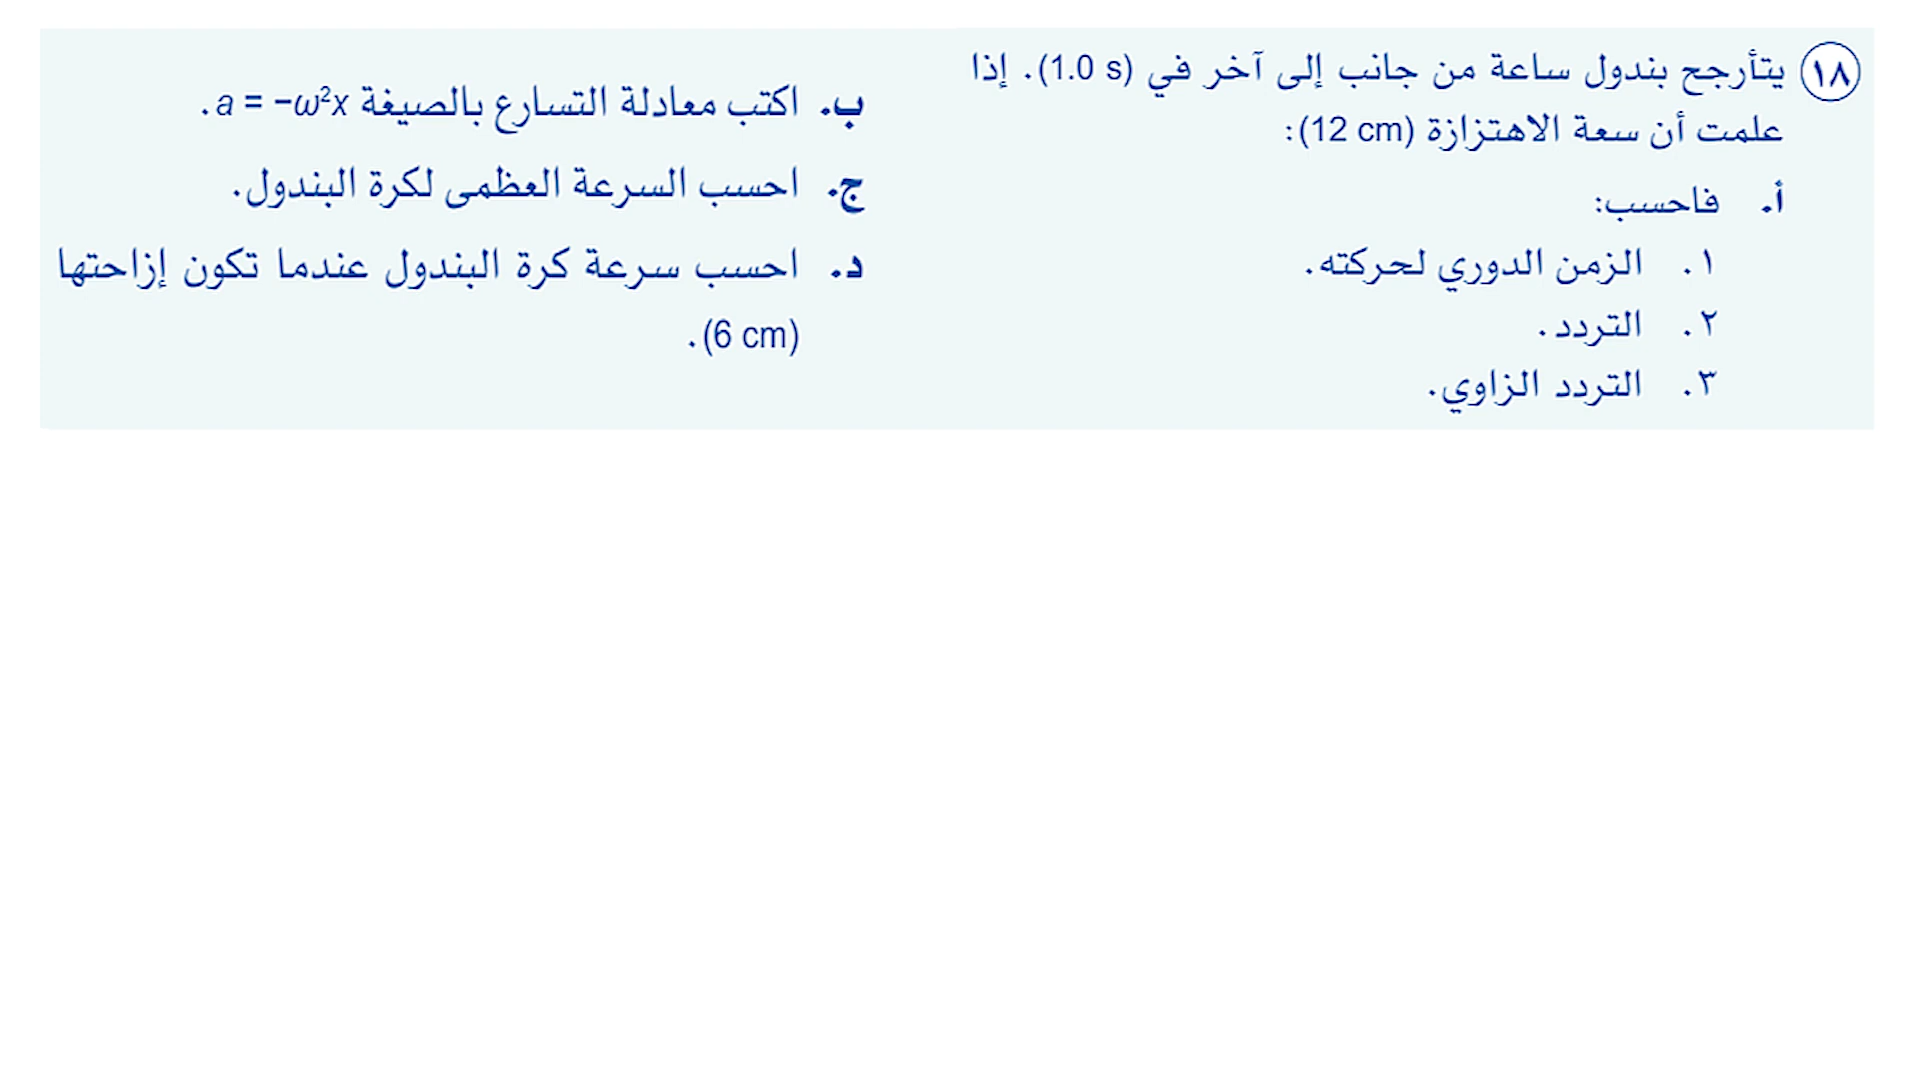 ١٨ يتأرجح بندول ساعة من جانب إلى آخر في (1.0 s). إذا
علمت أن سعة الاهتزازة (12 cm):
أ. فاحسب:
١. الزمن الدوري لحركته.
٢. التردد.
٣. التردد الزاوي.
ب. اكتب معادلة التسارع بالصيغة a = −ω²x.
ج. احسب السرعة العظمى لكرة البندول.
د. احسب سرعة كرة البندول عندما تكون إزاحتها
(6 cm).